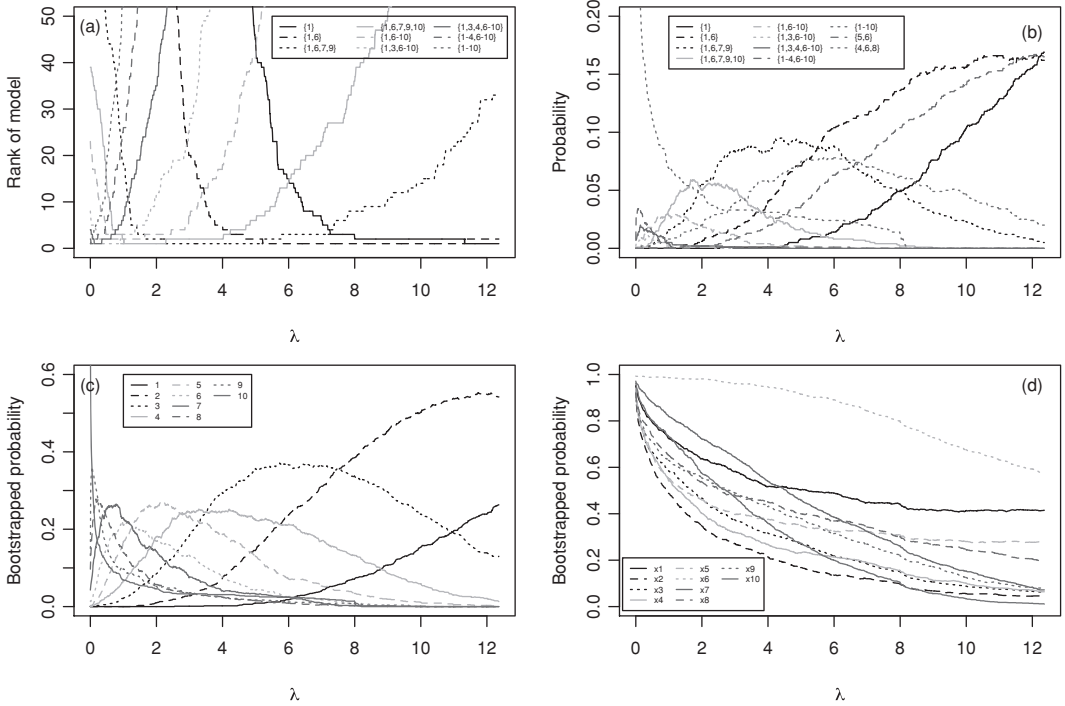 (a)
{1}
{1,6}
{1,6,7,9}
{1,6,7,9,10}
{1,6-10}
{1,3,6-10}
{1,3,4,6-10}
{1-4,6-10}
{1-10}
Rank of model
0 10 20 30 40 50
0 2 4 6 8 10 12
λ
(b)
{1}
{1,6}
{1,6,7,9}
{1,6,7,9,10}
{1,6-10}
{1,3,6-10}
{1,3,4,6-10}
{1-4,6-10}
{1-10}
{5,6}
{4,6,8}
Probability
0.00 0.05 0.10 0.15 0.20
0 2 4 6 8 10 12
λ
(c)
1
2
3
4
5
6
7
8
9
10
Bootstrapped probability
0.0 0.2 0.4 0.6
0 2 4 6 8 10 12
λ
(d)
x1
x2
x3
x4
x5
x6
x7
x8
x9
x10
Bootstrapped probability
0.0 0.2 0.4 0.6 0.8 1.0
0 2 4 6 8 10 12
λ